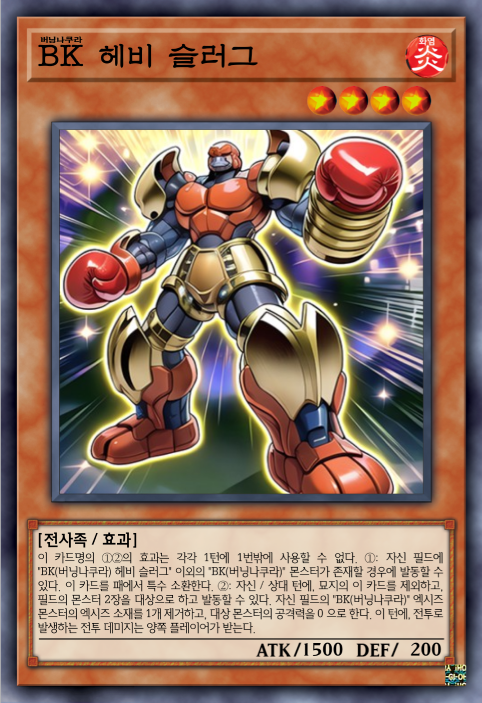 버닝나쿠라
BK 헤비 슬러그
화염
炎
[전사족 / 효과]
이 카드명의 ①②의 효과는 각각 1턴에 1번밖에 사용할 수 없다. ①: 자신 필드에
"BK(버닝나쿠라) 헤비 슬러그" 이외의 "BK(버닝나쿠라)" 몬스터가 존재할 경우에 발동할 수
있다. 이 카드를 패에서 특수 소환한다. ②: 자신 / 상대 턴에, 묘지의 이 카드를 제외하고,
필드의 몬스터 2장을 대상으로 하고 발동할 수 있다. 자신 필드의 "BK(버닝나쿠라)" 엑시즈
몬스터의 엑시즈 소재를 1개 제거하고, 대상 몬스터의 공격력을 0 으로 한다. 이 턴에, 전투로
발생하는 전투 데미지는 양쪽 플레이어가 받는다.
ATK/1500 DEF/ 200